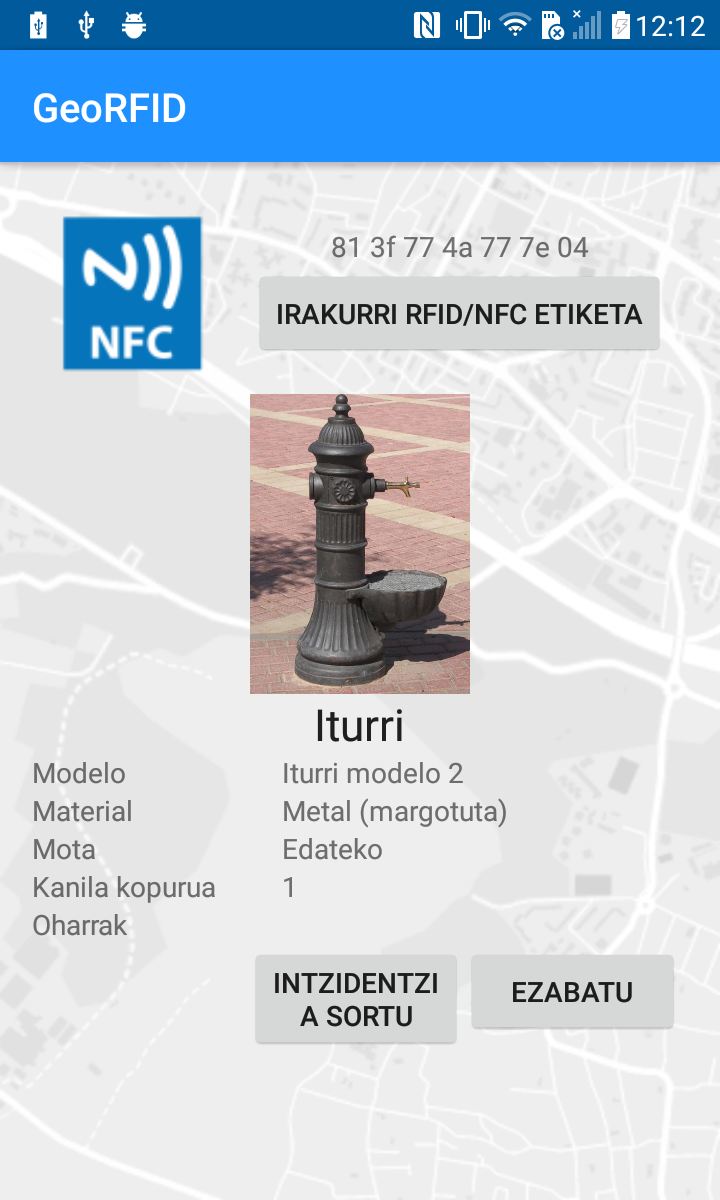 12:12
GeoRFID
81 3f 77 4a 77 7e 04
NFC
IRAKURRI RFID/NFC ETIKETA
Iturri
Modelo Iturri modelo 2
Material Metal (margotuta)
Mota Edateko
Kanila kopurua 1
Oharrak
INTZIDENTZI
A SORTU
EZABATU